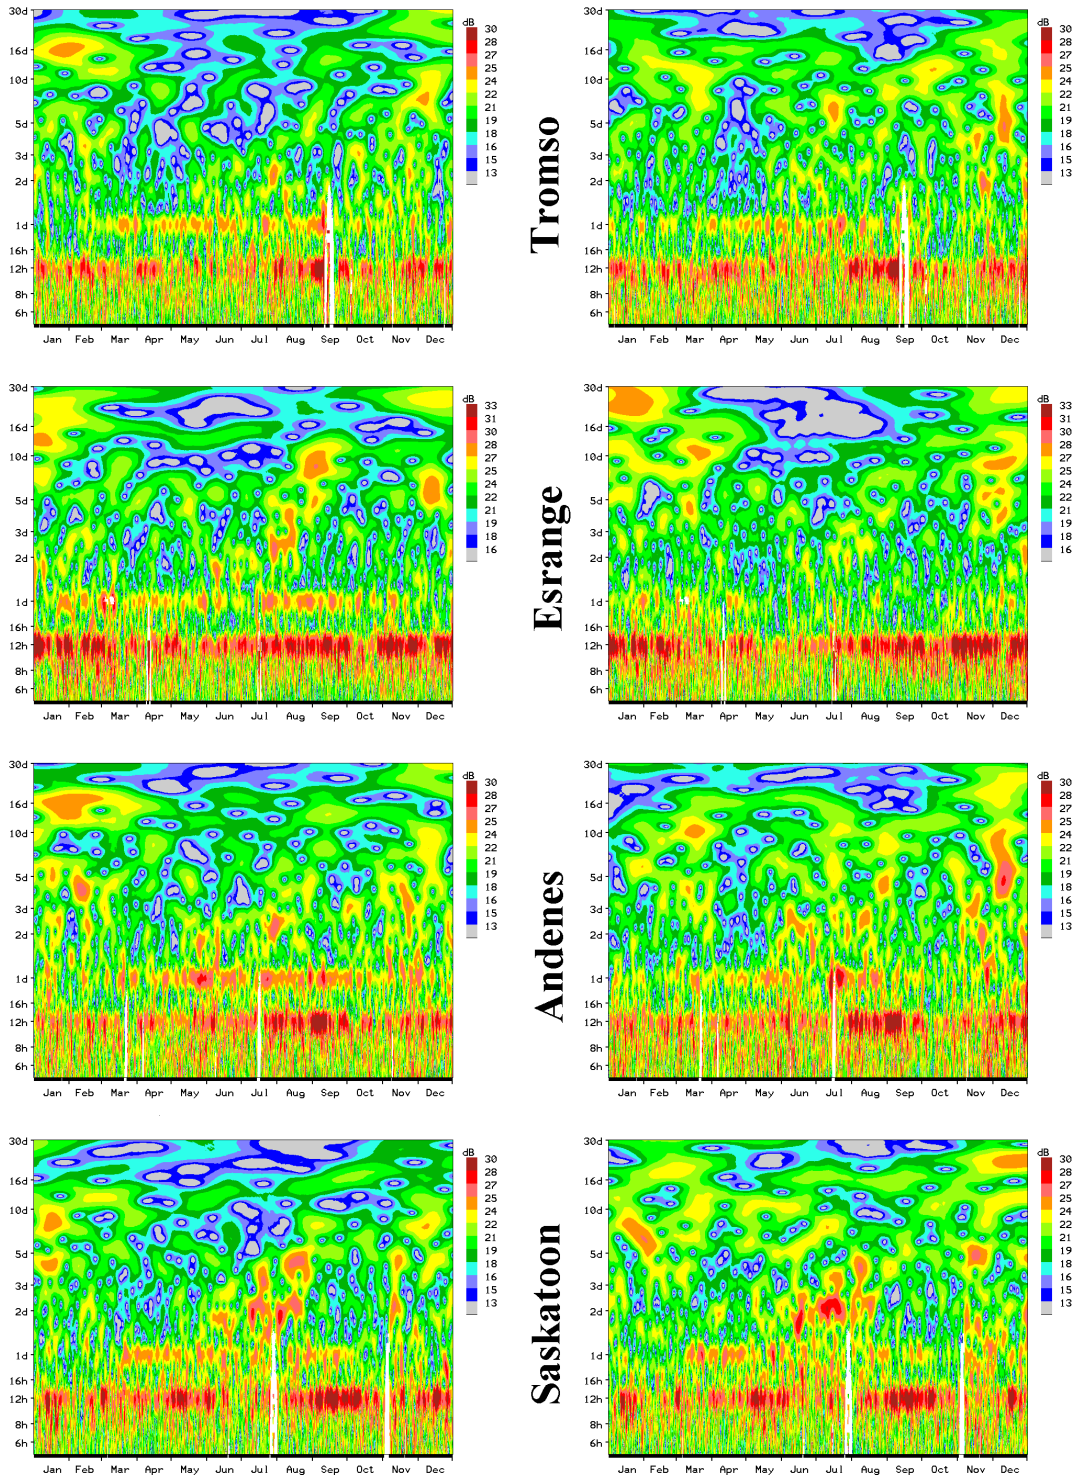 30d
16d
10d
5d
3d
2d
1d
16h
12h
8h
6h
Jan Feb Mar Apr May Jun Jul Aug Sep Oct Nov Dec
dB
30
28
27
25
24
22
21
19
18
16
15
13
Tromso
30d
16d
10d
5d
3d
2d
1d
16h
12h
8h
6h
Jan Feb Mar Apr May Jun Jul Aug Sep Oct Nov Dec
dB
30
28
27
25
24
22
21
19
18
16
15
13
30d
16d
10d
5d
3d
2d
1d
16h
12h
8h
6h
Jan Feb Mar Apr May Jun Jul Aug Sep Oct Nov Dec
dB
33
31
30
28
27
25
24
22
21
19
18
16
Esrange
30d
16d
10d
5d
3d
2d
1d
16h
12h
8h
6h
Jan Feb Mar Apr May Jun Jul Aug Sep Oct Nov Dec
dB
33
31
30
28
27
25
24
22
21
19
18
16
30d
16d
10d
5d
3d
2d
1d
16h
12h
8h
6h
Jan Feb Mar Apr May Jun Jul Aug Sep Oct Nov Dec
dB
30
28
27
25
24
22
21
19
18
16
15
13
Andenes
30d
16d
10d
5d
3d
2d
1d
16h
12h
8h
6h
Jan Feb Mar Apr May Jun Jul Aug Sep Oct Nov Dec
dB
30
28
27
25
24
22
21
19
18
16
15
13
30d
16d
10d
5d
3d
2d
1d
16h
12h
8h
6h
Jan Feb Mar Apr May Jun Jul Aug Sep Oct Nov Dec
dB
30
28
27
25
24
22
21
19
18
16
15
13
Saskatoon
30d
16d
10d
5d
3d
2d
1d
16h
12h
8h
6h
Jan Feb Mar Apr May Jun Jul Aug Sep Oct Nov Dec
dB
30
28
27
25
24
22
21
19
18
16
15
13